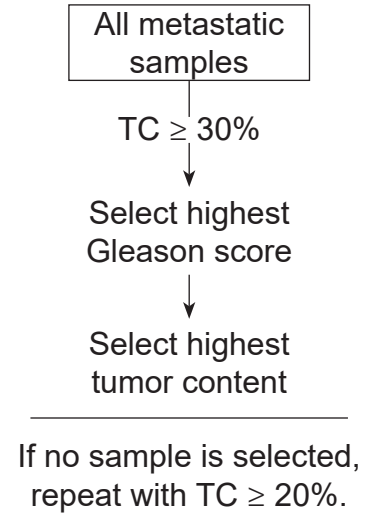 All metastatic
samples
TC ≥ 30%
Select highest
Gleason score
Select highest
tumor content
If no sample is selected,
repeat with TC ≥ 20%.